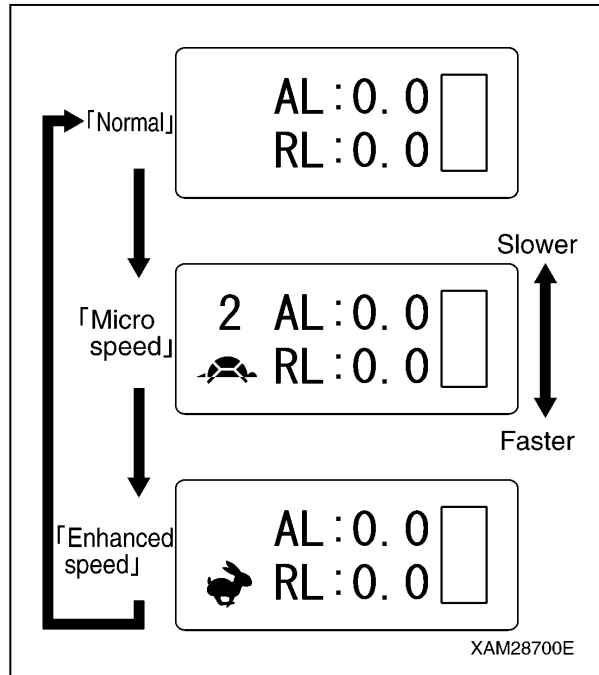 AL:0.0
「Normal」
RL:0.0
Slower
「Micro
speed」
2 AL:0.0
RL:0.0
Faster
「Enhanced
speed」
AL:0.0
RL:0.0
XAM28700E